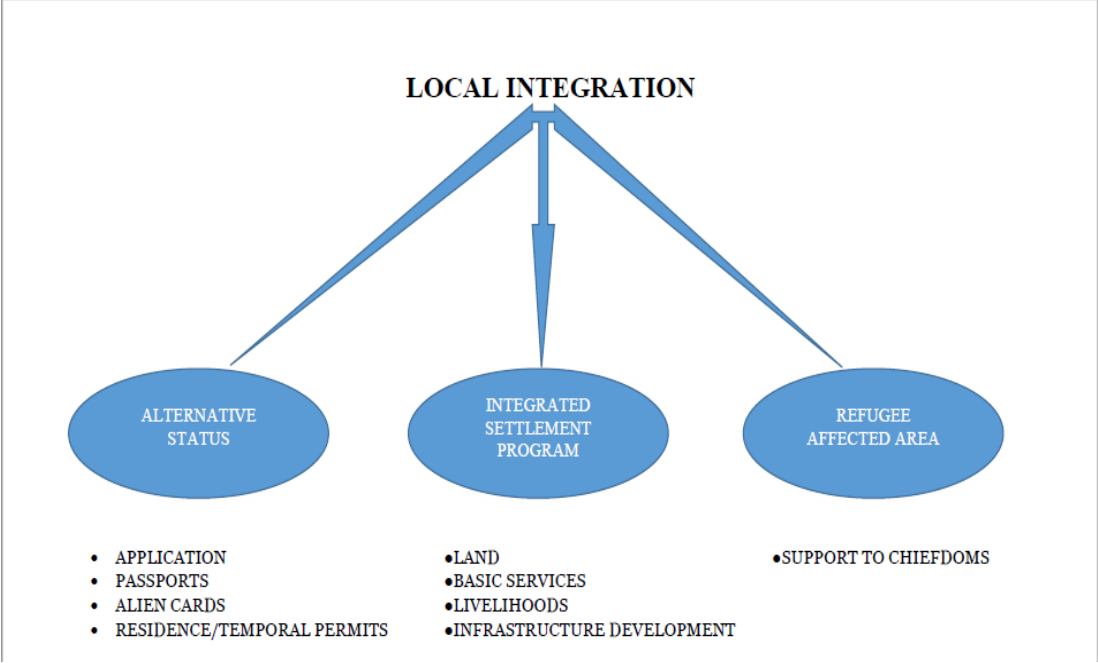 LOCAL INTEGRATION
ALTERNATIVE
STATUS
INTEGRATED
SETTLEMENT
PROGRAM
REFUGEE
AFFECTED AREA
• APPLICATION
• PASSPORTS
• ALIEN CARDS
• RESIDENCE/TEMPORAL PERMITS
●LAND
●BASIC SERVICES
●LIVELIHOODS
●INFRASTRUCTURE DEVELOPMENT
●SUPPORT TO CHIEFDOMS